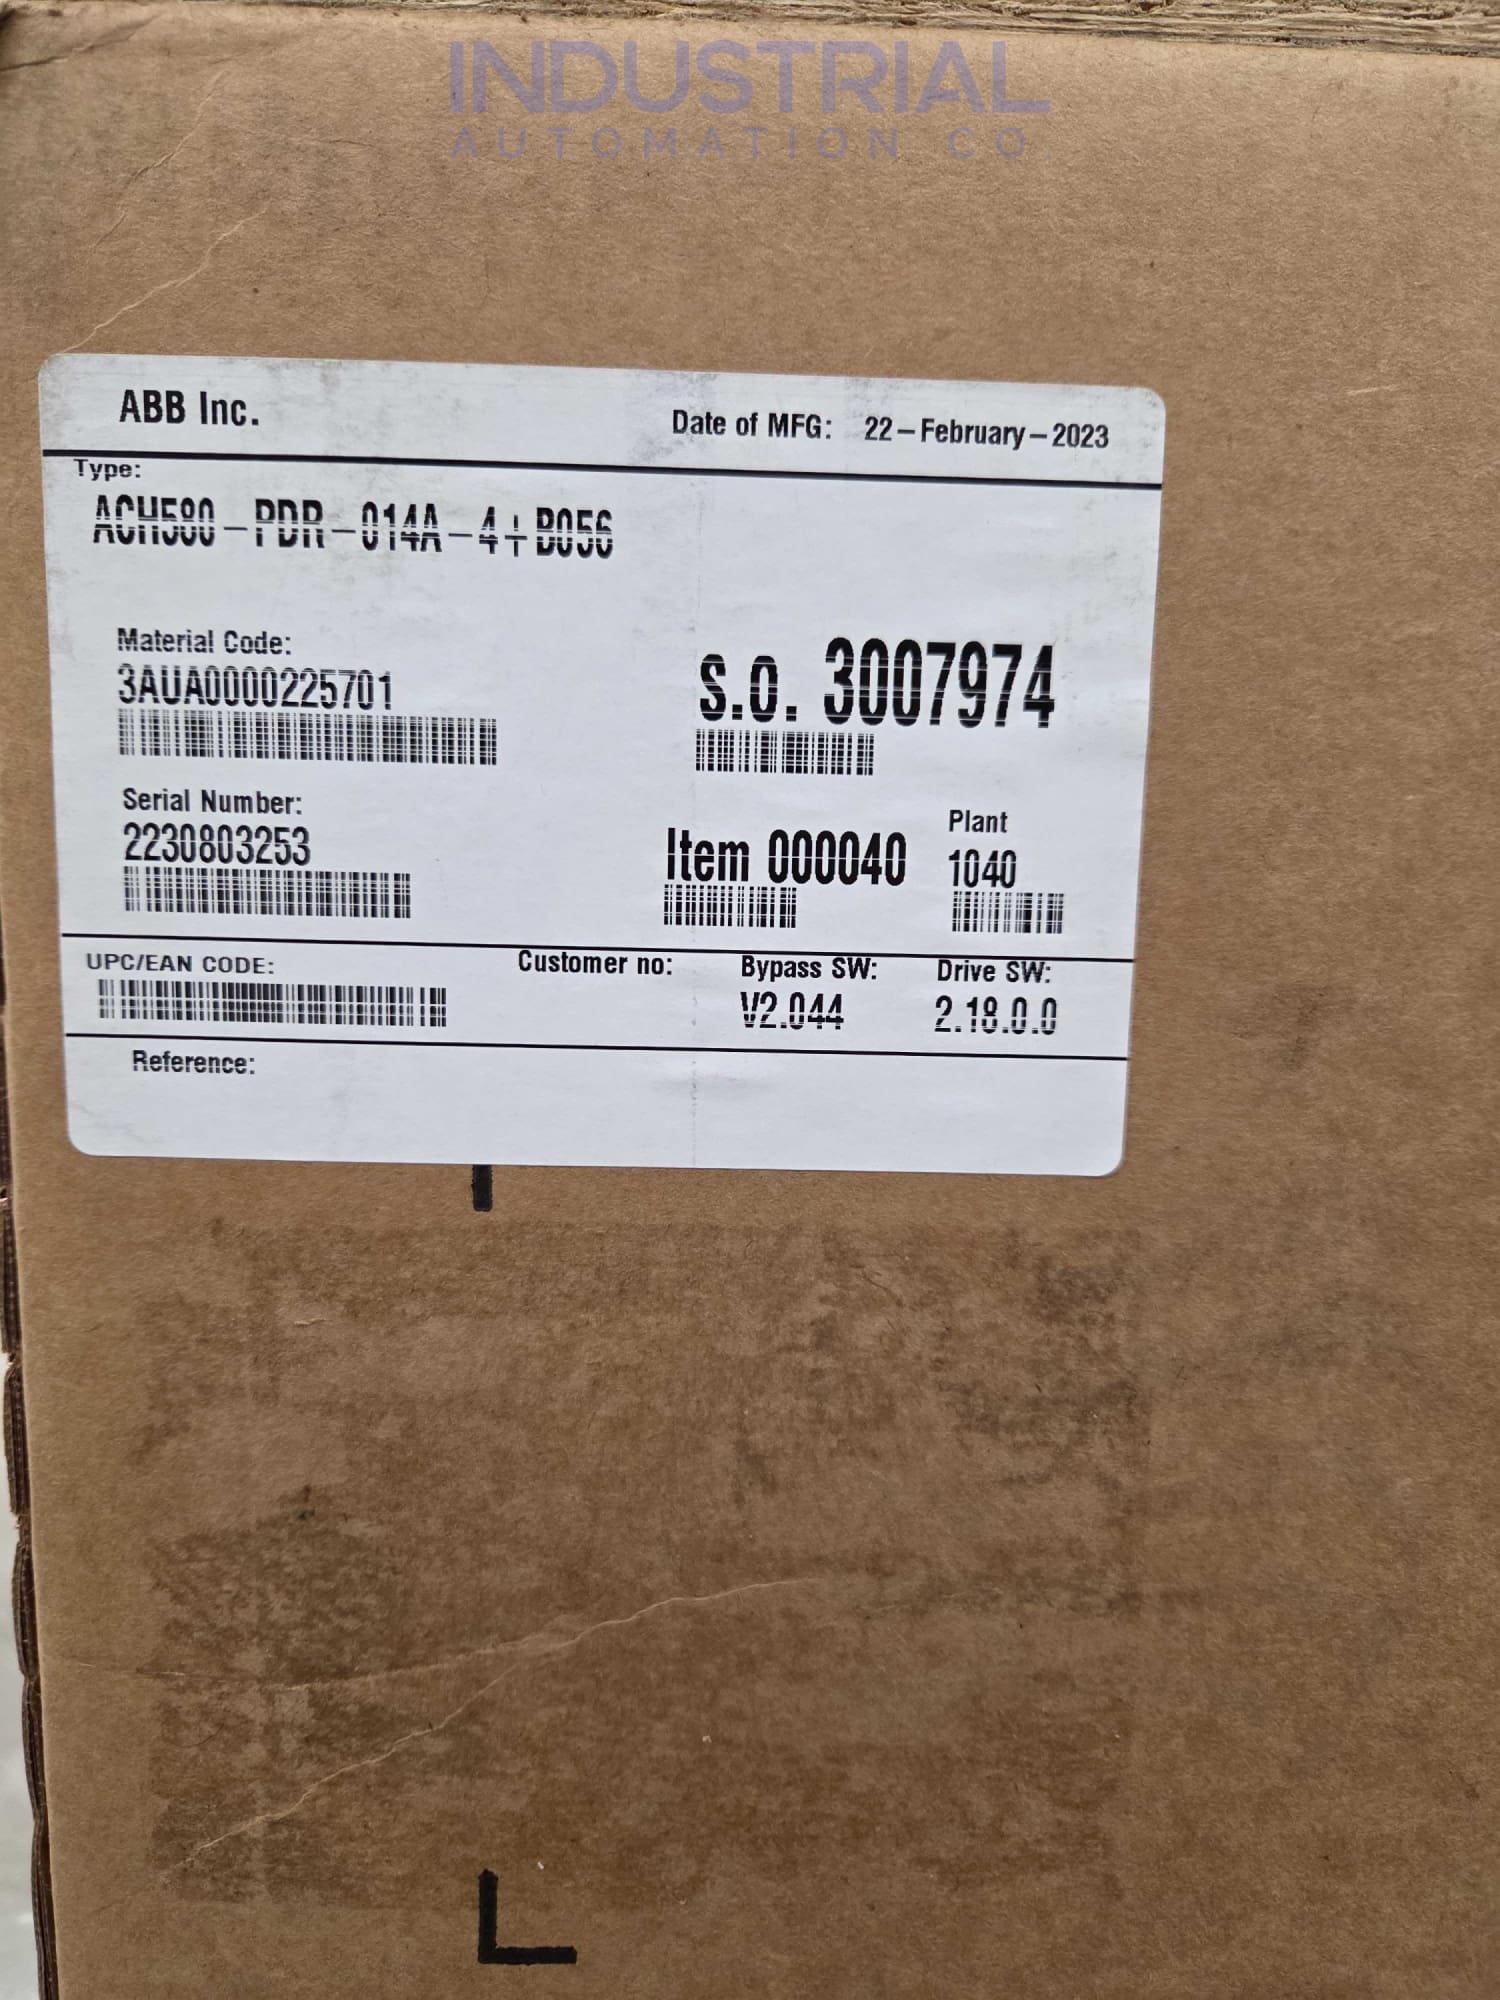 INDUSTRIAL
AUTOMATION CO.
ABB Inc.
Date of MFG: 22-February-2023
Type:
ACH580-PDR-014A-4+B056
Material Code:
3AUA0000225701
S.O. 3007974
Serial Number:
2230803253
Item 000040
Plant
1040
UPC/EAN CODE:
Customer no:
Bypass SW:
V2.044
Drive SW:
2.18.0.0
Reference:
L